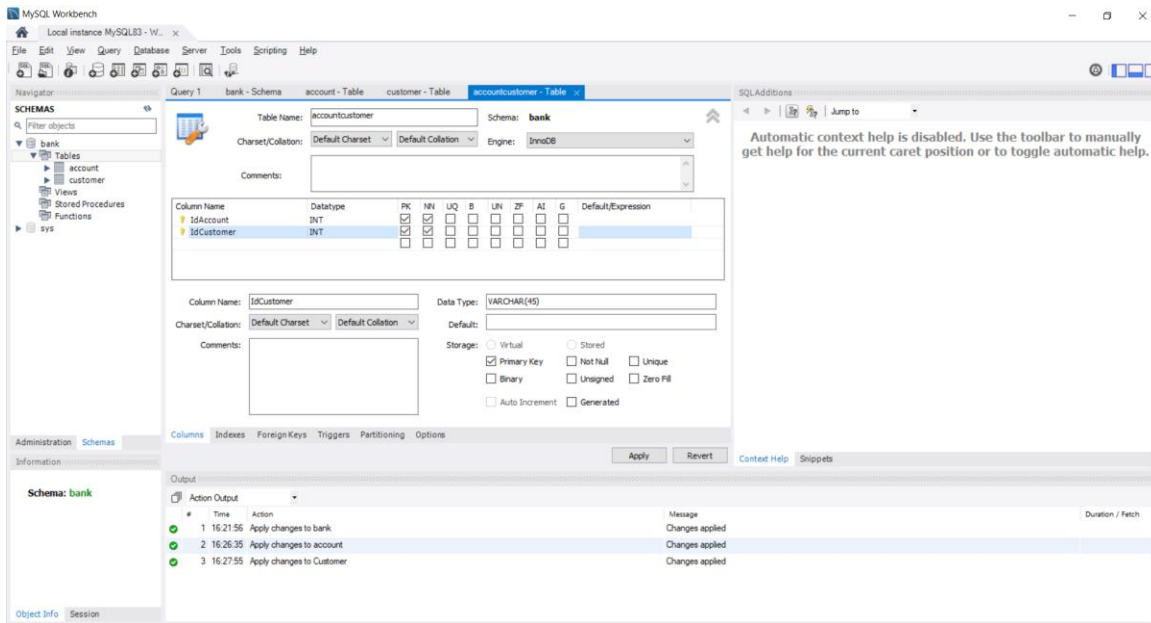 MySQL Workbench
Local instance MySQL83 - W...
File Edit View Query Database Server Tools Scripting Help
Navigator
SCHEMAS
Filter objects
bank
Tables
account
customer
Views
Stored Procedures
Functions
sys
Administration Schemas
Information
Schema: bank
Object Info Session
Query 1 bank - Schema account - Table customer - Table accountcustomer - Table
Table Name: accountcustomer Schema: bank
Charset/Collation: Default Charset Default Collation Engine: InnoDB
Comments:
Column Name Datatype PK NN UQ B UN ZF AI G Default/Expression
IdAccount INT
IdCustomer INT
Column Name: IdCustomer Data Type: VARCHAR(45)
Charset/Collation: Default Charset Default Collation Default:
Comments: Storage: Virtual Stored
Primary Key Not Null Unique
Binary Unsigned Zero Fill
Auto Increment Generated
Columns Indexes Foreign Keys Triggers Partitioning Options
Apply Revert
SQLAdditions
Jump to
Automatic context help is disabled. Use the toolbar to manually
get help for the current caret position or to toggle automatic help.
Context Help Snippets
Output
Action Output
# Time Action Message Duration / Fetch
1 16:21:56 Apply changes to bank Changes applied
2 16:26:35 Apply changes to account Changes applied
3 16:27:55 Apply changes to Customer Changes applied